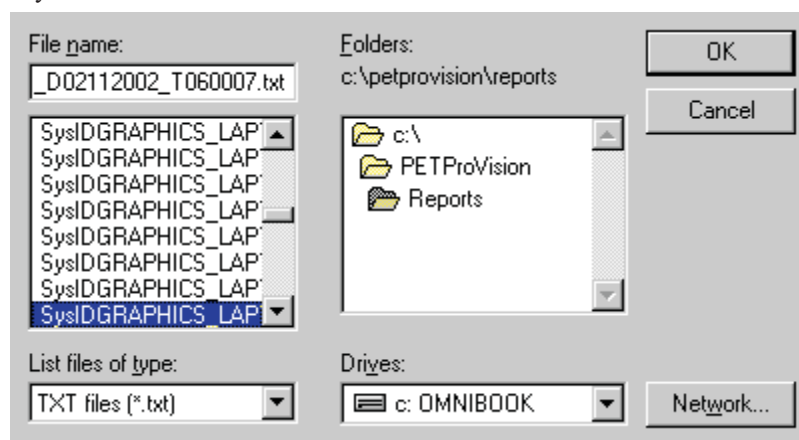 File name:
_D02112002_T060007.txt
SysIDGRAPHICS_LAP
SysIDGRAPHICS_LAP
SysIDGRAPHICS_LAP
SysIDGRAPHICS_LAP
SysIDGRAPHICS_LAP
SysIDGRAPHICS_LAP
SysIDGRAPHICS_LAP
SysIDGRAPHICS_LAP
List files of type:
TXT files (*.txt)
Folders:
c:\petprovision\reports
c:\
PETProVision
Reports
Drives:
c: OMNIBOOK
OK
Cancel
Network...